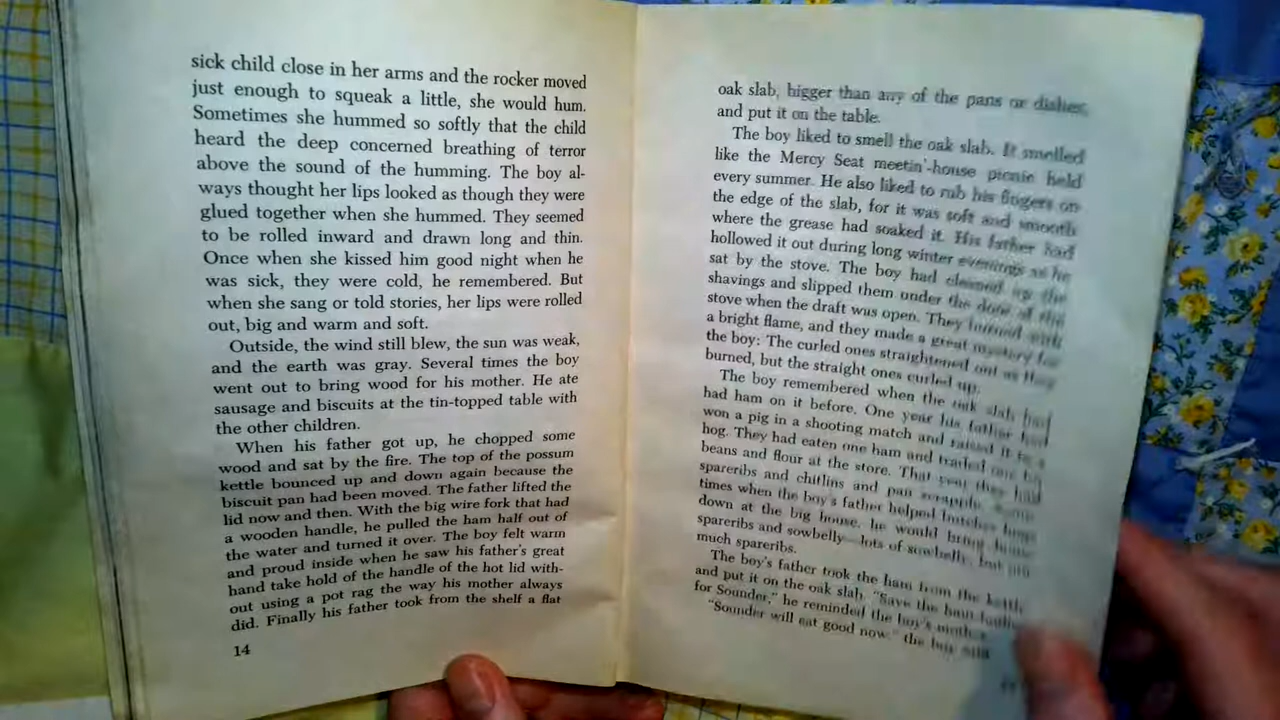 sick child close in her arms and the rocker moved
just enough to squeak a little, she would hum.
Sometimes she hummed so softly that the child
heard the deep concerned breathing of terror
above the sound of the humming. The boy al-
ways thought her lips looked as though they were
glued together when she hummed. They seemed
to be rolled inward and drawn long and thin.
Once when she kissed him good night when he
was sick, they were cold, he remembered. But
when she sang or told stories, her lips were rolled
out, big and warm and soft.
Outside, the wind still blew, the sun was weak,
and the earth was gray. Several times the boy
went out to bring wood for his mother. He ate
sausage and biscuits at the tin-topped table with
the other children.
When his father got up, he chopped some
wood and sat by the fire. The top of the possum
kettle bounced up and down again because the
biscuit pan had been moved. The father lifted the
lid now and then. With the big wire fork that had
a wooden handle, he pulled the ham half out of
the water and turned it over. The boy felt warm
and proud inside when he saw his father's great
hand take hold of the handle of the hot lid with-
out using a pot rag the way his mother always
did. Finally his father took from the shelf a flat
14
oak slab, bigger than any of the pans or dishes,
and put it on the table.
The boy liked to smell the oak slab. It smelled
like the Mercy Seat meetin'-house picnic held
every summer. He also liked to rub his fingers on
the edge of the slab, for it was soft and smooth
where the grease had soaked it. His father had
hollowed it out during long winter evenings as he
sat by the stove. The boy had cleaned up the
shavings and slipped them under the door of the
stove when the draft was open. They burned with
a bright flame, and they made a great mystery for
the boy: The curled ones straightened out as they
burned, but the straight ones curled up.
The boy remembered when the oak slab had
had ham on it before. One year his father had
won a pig in a shooting match and raised it to a
hog. They had eaten one ham and traded one for
beans and flour at the store. That year they had
spareribs and chitlins and pan scrapple. Some
times when the boy's father helped butcher hogs
down at the big house, he would bring home
spareribs and sowbelly—lots of sowbelly, but not
much spareribs.
The boy's father took the ham from the kettle
and put it on the oak slab. "Save the ham
for Sounder," he reminded the boy's mother.
"Sounder will eat good now," the boy said